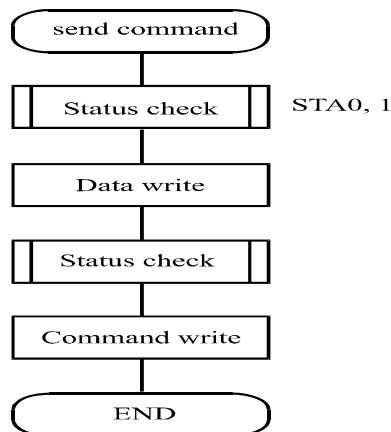 send command
Status check
STA0, 1
Data write
Status check
Command write
END